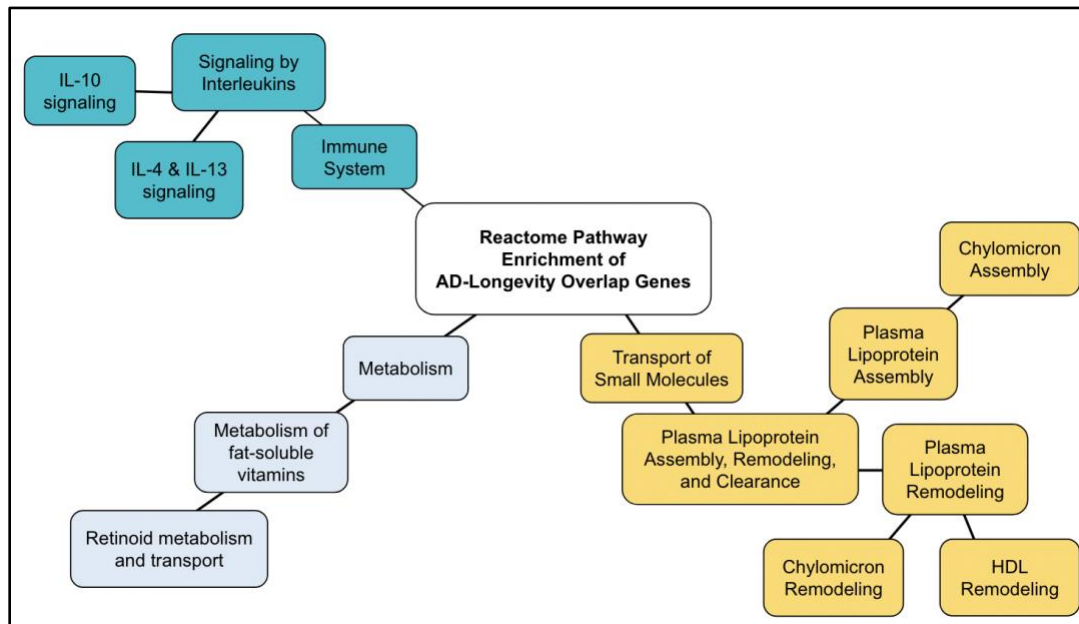 Signaling by
Interleukins
IL-10
signaling
IL-4 & IL-13
signaling
Immune
System
Reactome Pathway
Enrichment of
AD-Longevity Overlap Genes
Metabolism
Metabolism of
fat-soluble
vitamins
Retinoid metabolism
and transport
Transport of
Small Molecules
Plasma Lipoprotein
Assembly, Remodeling,
and Clearance
Plasma
Lipoprotein
Assembly
Chylomicron
Assembly
Plasma
Lipoprotein
Remodeling
Chylomicron
Remodeling
HDL
Remodeling